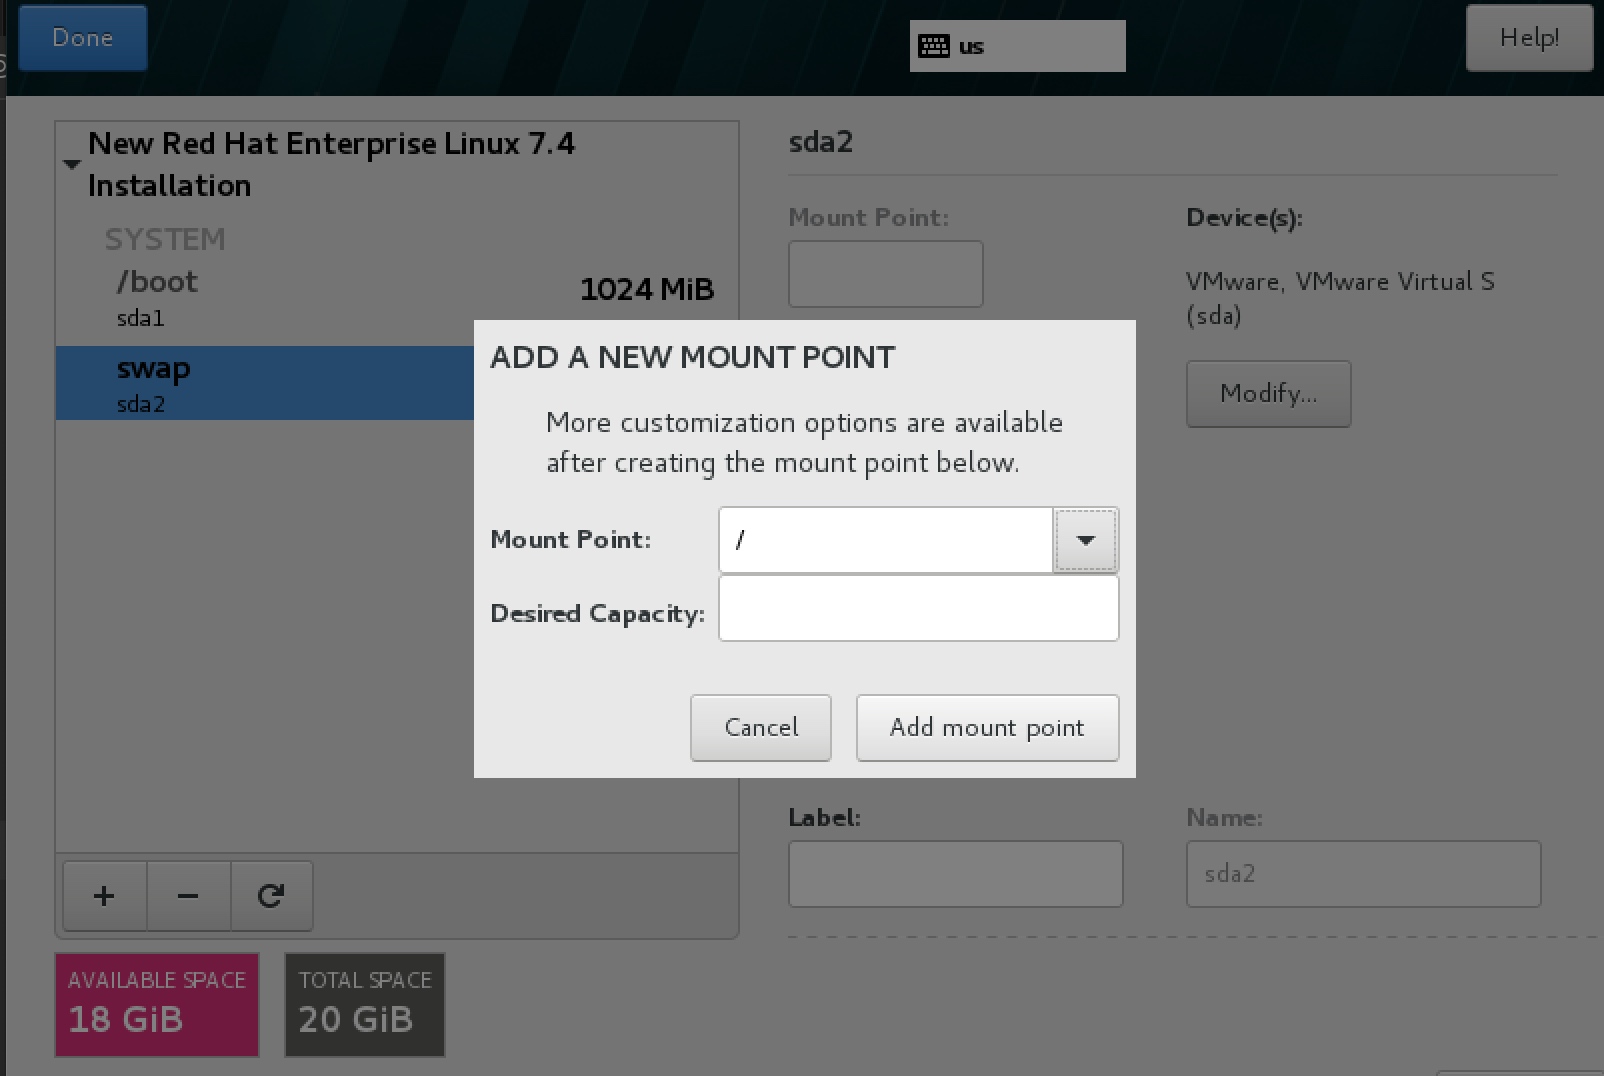 Done
us
Help!
New Red Hat Enterprise Linux 7.4
Installation
SYSTEM
/boot
1024 MiB
sda1
swap
sda2
sda2
Mount Point:
Device(s):
VMware, VMware Virtual S
(sda)
Modify...
ADD A NEW MOUNT POINT
More customization options are available
after creating the mount point below.
Mount Point:
/
Desired Capacity:
Cancel
Add mount point
Label:
Name:
sda2
+
−
AVAILABLE SPACE
18 GiB
TOTAL SPACE
20 GiB